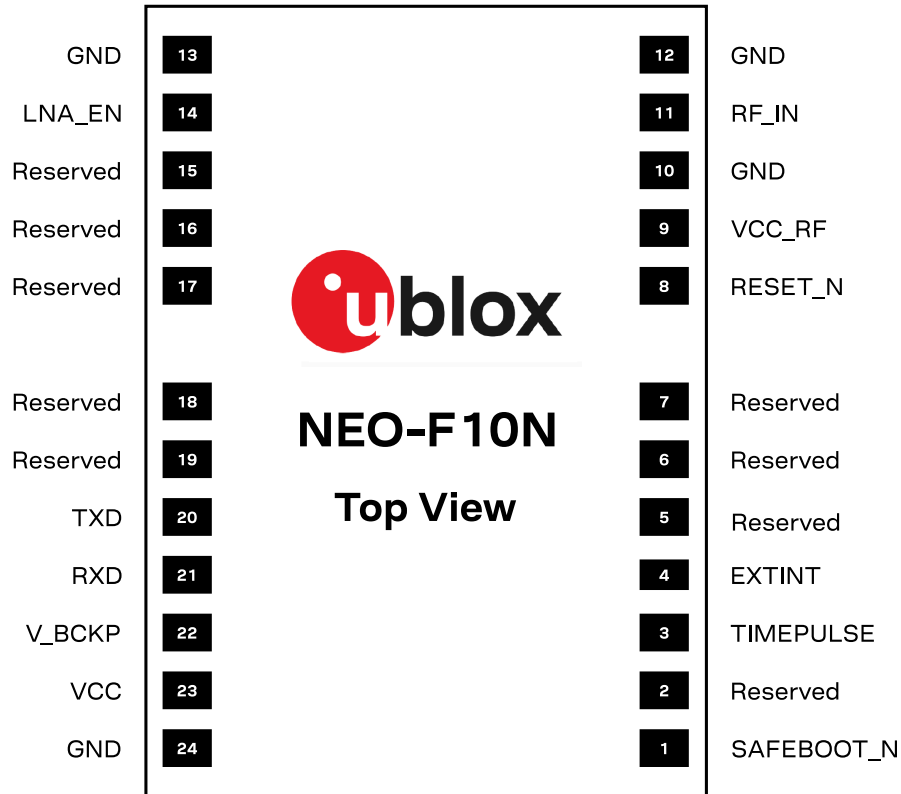 GND 13 12 GND
LNA_EN 14 11 RF_IN
Reserved 15 10 GND
Reserved 16 9 VCC_RF
Reserved 17 8 RESET_N
ublox
Reserved 18 7 Reserved
NEO-F10N
Reserved 19 6 Reserved
Top View
TXD 20 5 Reserved
RXD 21 4 EXTINT
V_BCKP 22 3 TIMEPULSE
VCC 23 2 Reserved
GND 24 1 SAFEBOOT_N